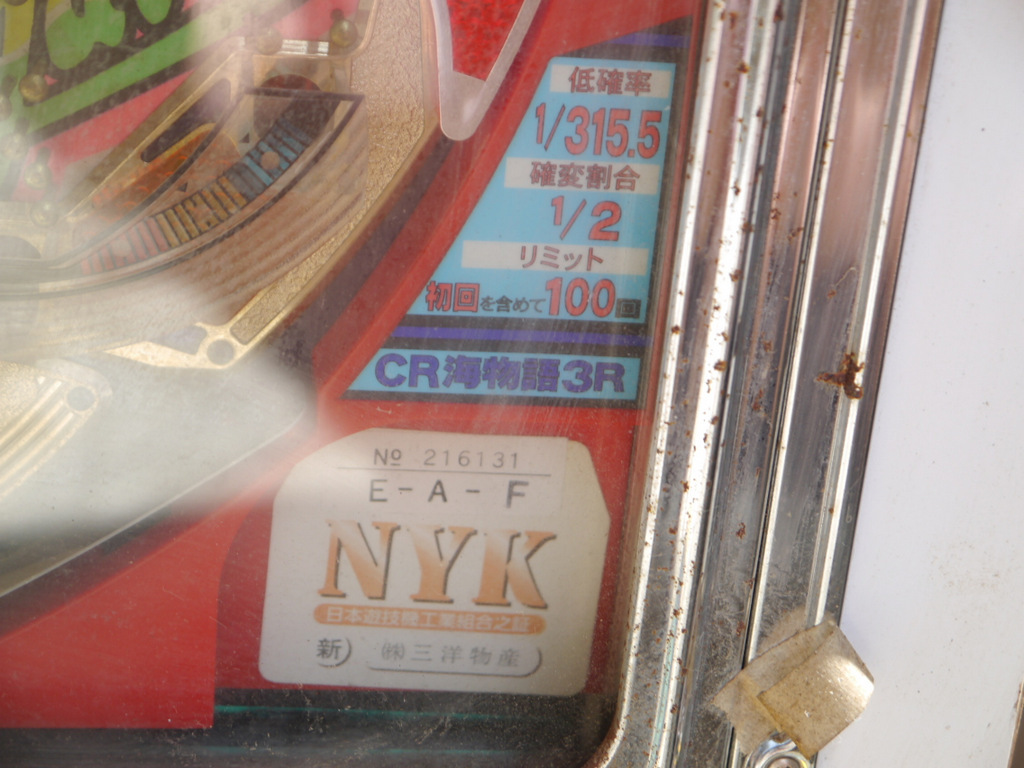 低確率
1/315.5
確変割合
1/2
リミット
初回を含めて100回
CR海物語3R
№ 216131
E-A-F
NYK
日本遊技機工業組合之証
新 ㈱三洋物産